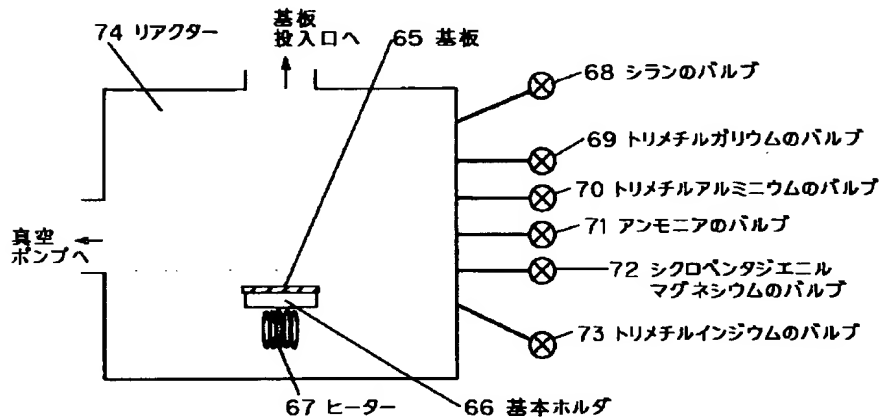 74 リアクター
基板
投入口へ
65 基板
68 シランのバルブ
69 トリメチルガリウムのバルブ
70 トリメチルアルミニウムのバルブ
71 アンモニアのバルブ
72 シクロペンタジエニル
マグネシウムのバルブ
73 トリメチルインジウムのバルブ
真空
ポンプへ
67 ヒーター
66 基本ホルダ